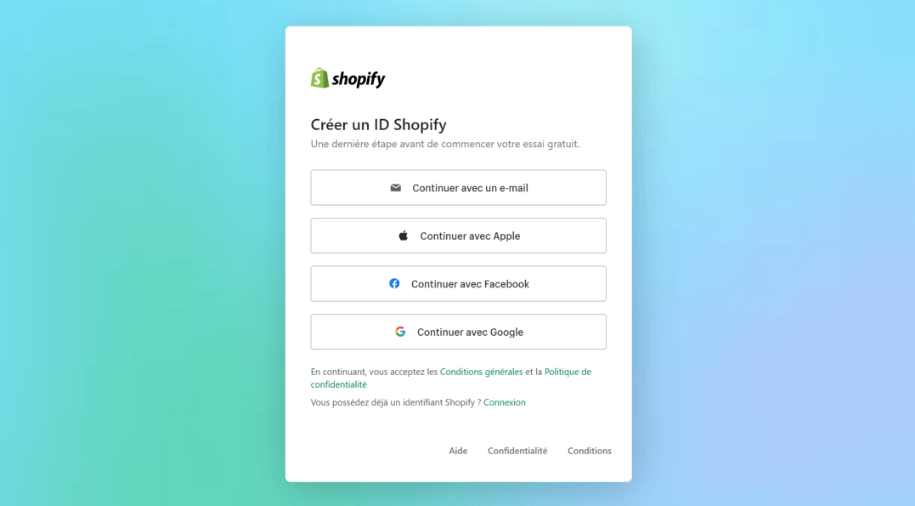 shopify
Créer un ID Shopify
Une dernière étape avant de commencer votre essai gratuit.
Continuer avec un e-mail
Continuer avec Apple
Continuer avec Facebook
Continuer avec Google
En continuant, vous acceptez les Conditions générales et la Politique de
confidentialité
Vous possédez déjà un identifiant Shopify ? Connexion
Aide Confidentialité Conditions